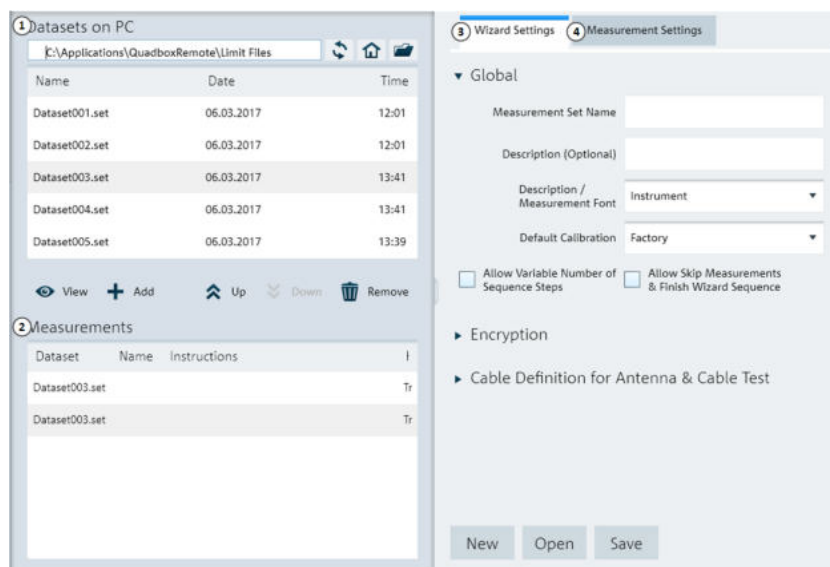 1 Datasets on PC
C:\Applications\QuadboxRemote\Limit Files
Name Date Time
Dataset001.set 06.03.2017 12:01
Dataset002.set 06.03.2017 12:01
Dataset003.set 06.03.2017 13:41
Dataset004.set 06.03.2017 13:41
Dataset005.set 06.03.2017 13:39
View Add Up Down Remove
2 Measurements
Dataset Name Instructions
Dataset003.set Tr
Dataset003.set Tr
3 Wizard Settings 4 Measurement Settings
Global
Measurement Set Name
Description (Optional)
Description /
Measurement Font Instrument
Default Calibration Factory
Allow Variable Number of
Sequence Steps
Allow Skip Measurements
& Finish Wizard Sequence
Encryption
Cable Definition for Antenna & Cable Test
New Open Save